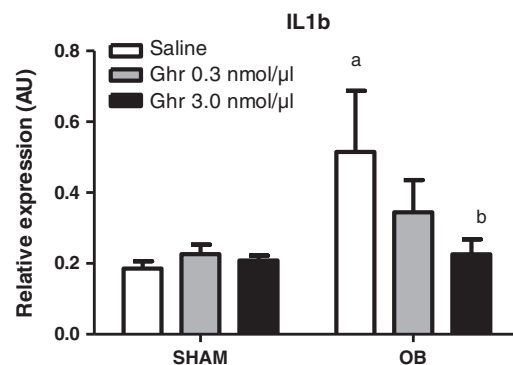 IL1b
Relative expression (AU)
0.8
0.6
0.4
0.2
0.0
Saline
Ghr 0.3 nmol/µl
Ghr 3.0 nmol/µl
a
b
SHAM
OB